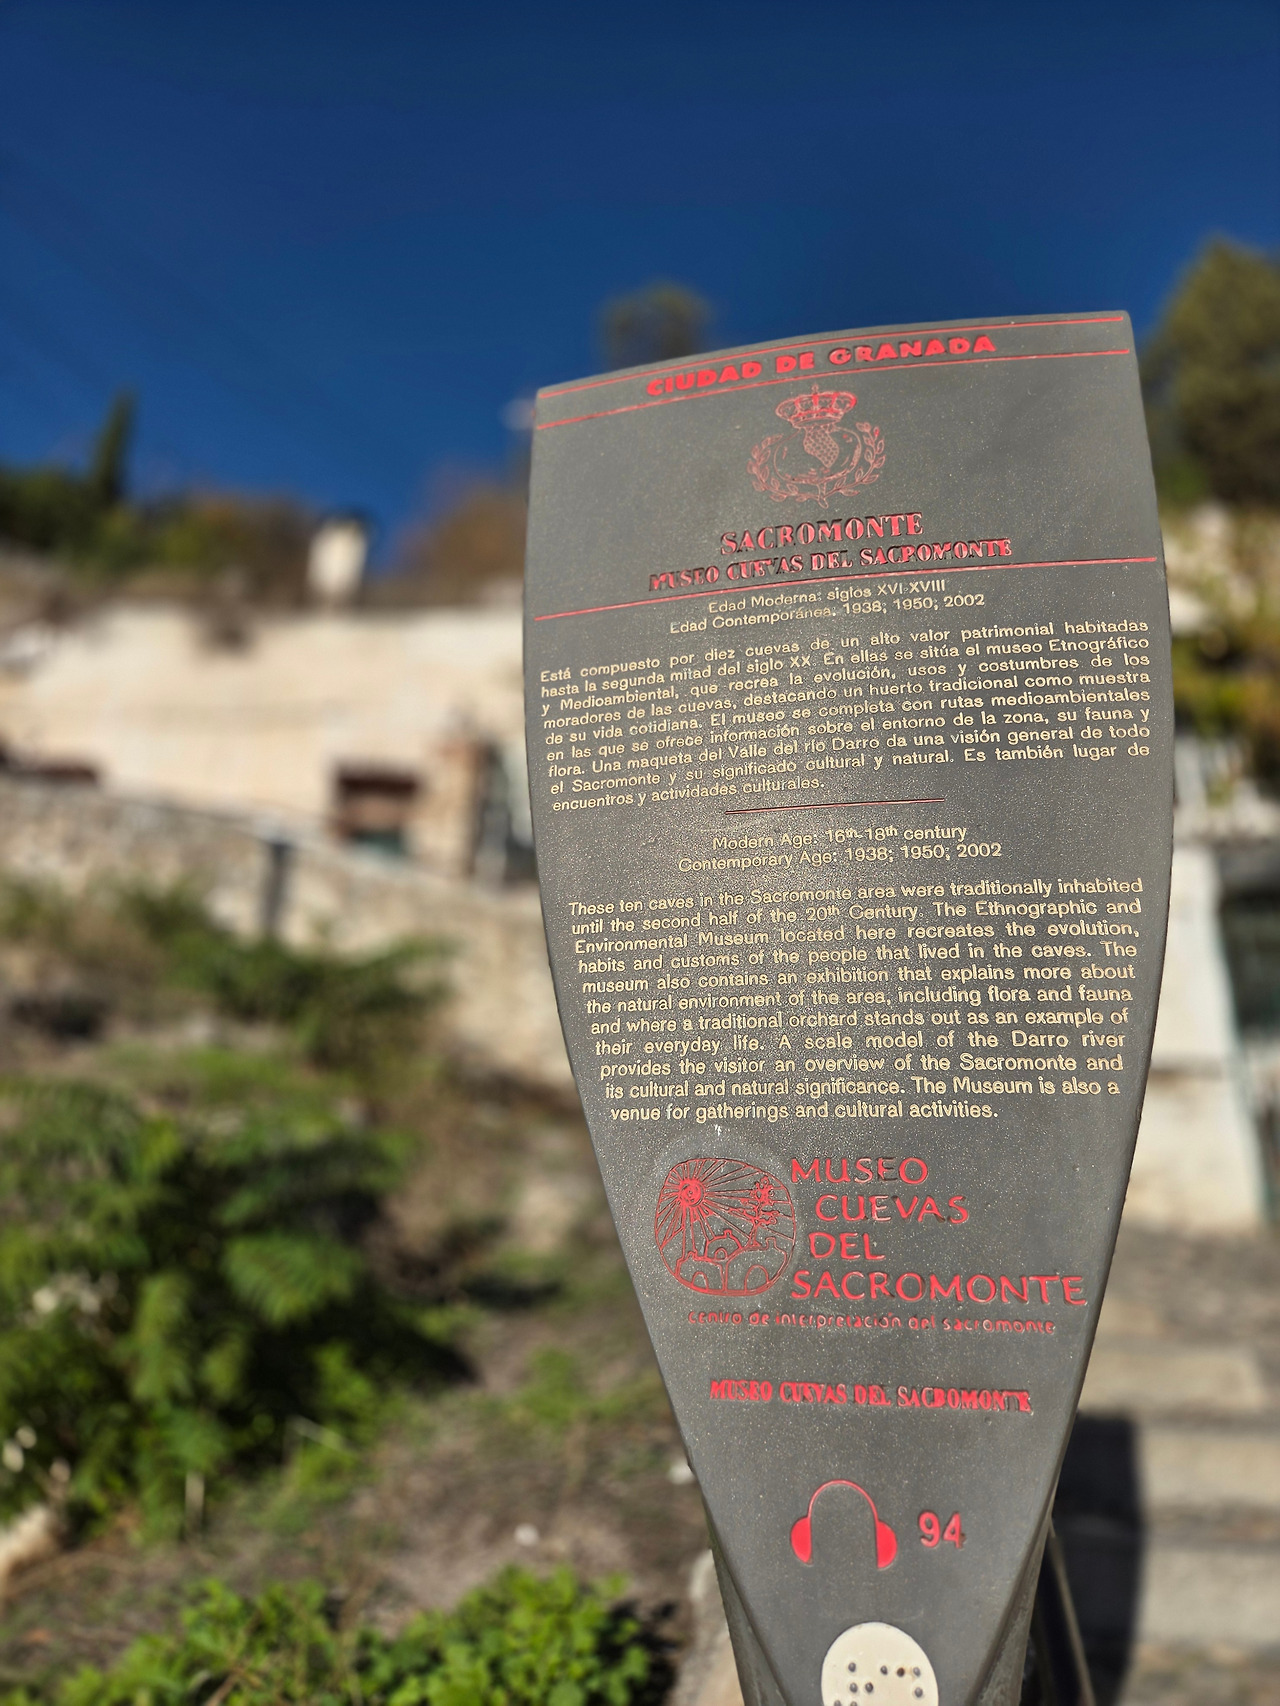 CIUDAD DE GRANADA
SACROMONTE
MUSEO CUEVAS DEL SACROMONTE
Edad Moderna: siglos XVI-XVIII
Edad Contemporánea: 1938; 1950; 2002
Está compuesto por diez cuevas de un alto valor patrimonial habitadas
hasta la segunda mitad del siglo XX. En ellas se sitúa el museo Etnográfico
y Medioambiental, que recrea la evolución, usos y costumbres de los
moradores de las cuevas, destacando un huerto tradicional como muestra
de su vida cotidiana. El museo se completa con rutas medioambientales
en las que se ofrece información sobre el entorno de la zona, su fauna y
flora. Una maqueta del Valle del río Darro da una visión general de todo
el Sacromonte y su significado cultural y natural. Es también lugar de
encuentros y actividades culturales.
Modern Age: 16th-18th century
Contemporary Age: 1938; 1950; 2002
These ten caves in the Sacromonte area were traditionally inhabited
until the second half of the 20th Century. The Ethnographic and
Environmental Museum located here recreates the evolution,
habits and customs of the people that lived in the caves. The
museum also contains an exhibition that explains more about
the natural environment of the area, including flora and fauna
and where a traditional orchard stands out as an example of
their everyday life. A scale model of the Darro river
provides the visitor an overview of the Sacromonte and
its cultural and natural significance. The Museum is also a
venue for gatherings and cultural activities.
MUSEO
CUEVAS
DEL
SACROMONTE
centro de interpretación del sacromonte
MUSEO CUEVAS DEL SACROMONTE
94